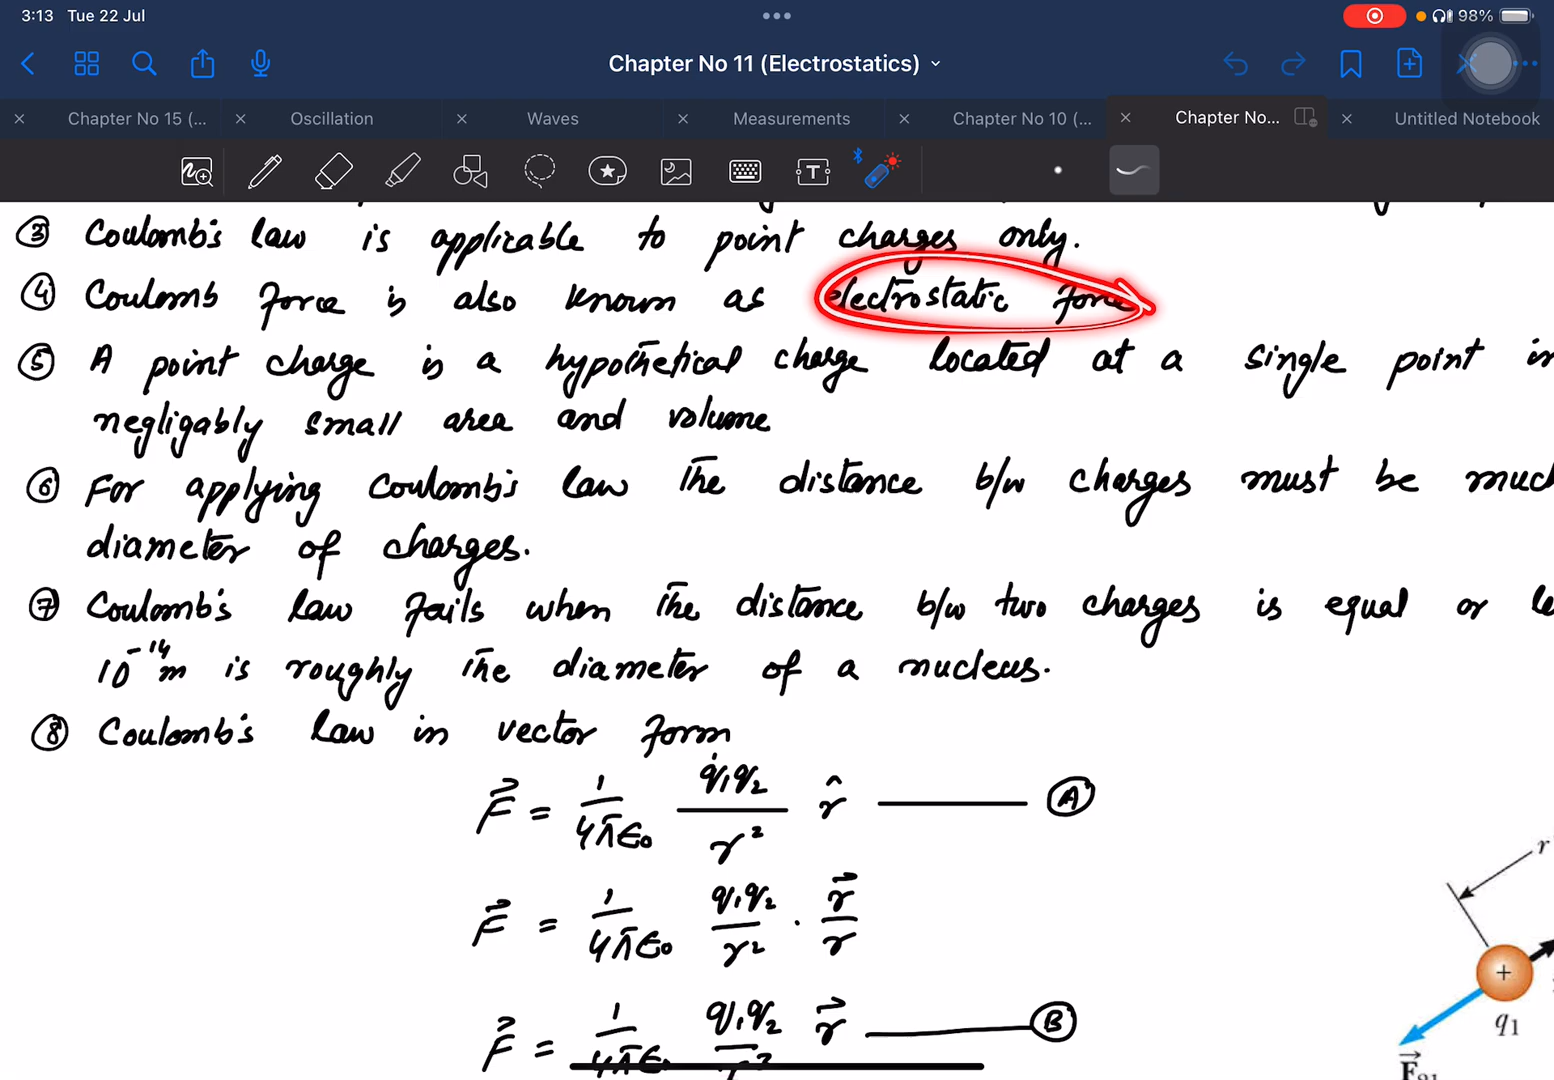 3:13 Tue 22 Jul
98%
Chapter No 11 (Electrostatics)
Chapter No 15 (...
Oscillation
Waves
Measurements
Chapter No 10 (...
Chapter No...
Untitled Notebook
③ Coulomb's law is applicable to point charges only.
④ Coulomb force is also known as electrostatic force
⑤ A point charge is a hypothetical charge located at a single point in
negligably small area and volume
⑥ For applying Coulomb's law the distance b/w charges must be muc
diameter of charges.
⑦ Coulomb's law fails when the distance b/w two charges is equal or le
10⁻¹⁴m is roughly the diameter of a nucleus.
⑧ Coulomb's law in vector form
F⃗ = 1/4πε₀ q₁q₂/r² r̂ ——— Ⓐ
F⃗ = 1/4πε₀ q₁q₂/r² · r⃗/r
F⃗ = 1/4πε₀ q₁q₂/r³ r⃗ ——— Ⓑ
r
+
q₁
F⃗₂₁